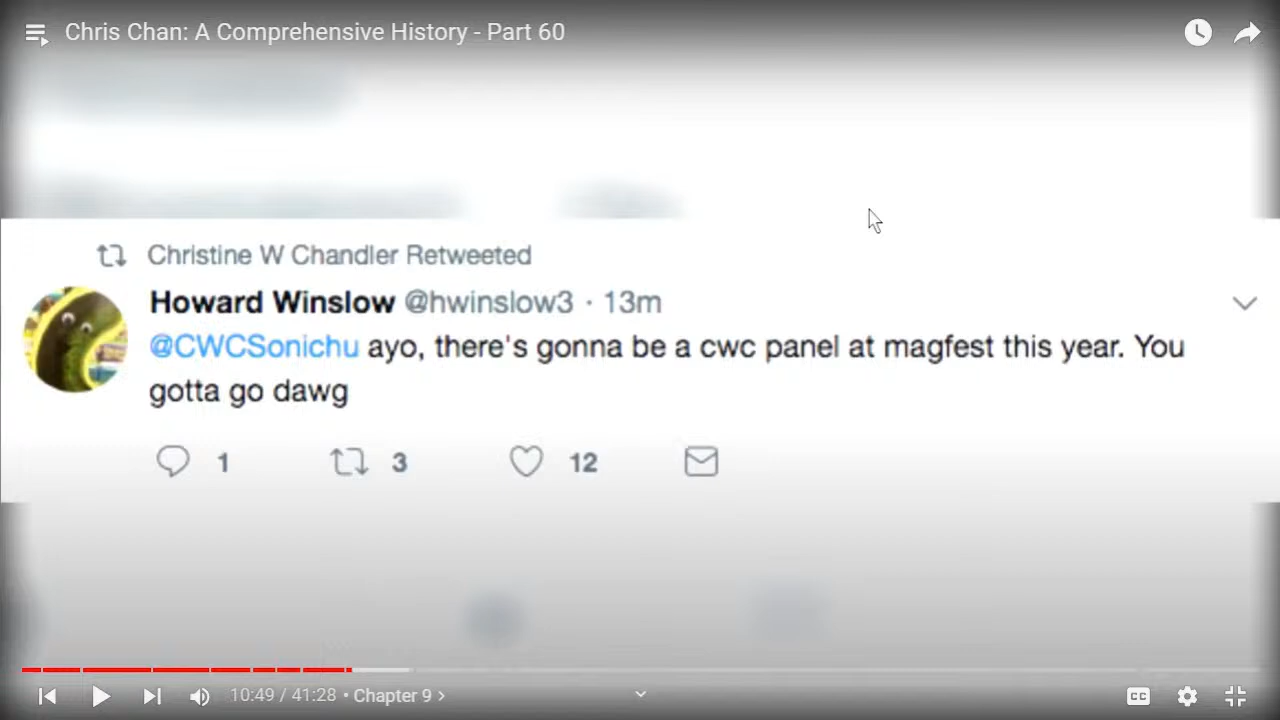 Chris Chan: A Comprehensive History - Part 60
Christine W Chandler Retweeted
Howard Winslow @hwinslow3 · 13m
@CWCSonichu ayo, there's gonna be a cwc panel at magfest this year. You
gotta go dawg
1 3 12
10:49 / 41:28 • Chapter 9 ›
CC